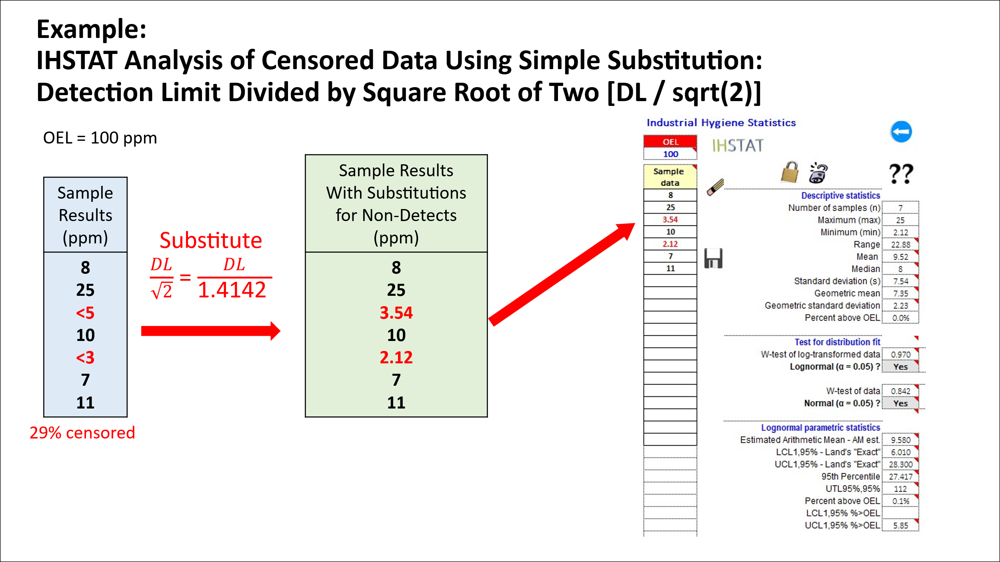 Example:
IHSTAT Analysis of Censored Data Using Simple Substitution:
Detection Limit Divided by Square Root of Two [DL / sqrt(2)]
OEL = 100 ppm
Sample
Results
(ppm)
8
25
<5
10
<3
7
11
29% censored
Substitute
DL/√2 = DL/1.4142
Sample Results
With Substitutions
for Non-Detects
(ppm)
8
25
3.54
10
2.12
7
11
Industrial Hygiene Statistics
OEL
100
IHSTAT
??
Sample
data
8
25
3.54
10
2.12
7
11
Descriptive statistics
Number of samples (n) 7
Maximum (max) 25
Minimum (min) 2.12
Range 22.88
Mean 9.52
Median 8
Standard deviation (s) 7.54
Geometric mean 7.35
Geometric standard deviation 2.23
Percent above OEL 0.0%
Test for distribution fit
W-test of log-transformed data 0.970
Lognormal (α = 0.05) ? Yes
W-test of data 0.842
Normal (α = 0.05) ? Yes
Lognormal parametric statistics
Estimated Arithmetic Mean - AM est. 9.580
LCL1,95% - Land's "Exact" 6.010
UCL1,95% - Land's "Exact" 28.300
95th Percentile 27.417
UTL95%,95% 112
Percent above OEL 0.1%
LCL1,95% %>OEL
UCL1,95% %>OEL 5.85